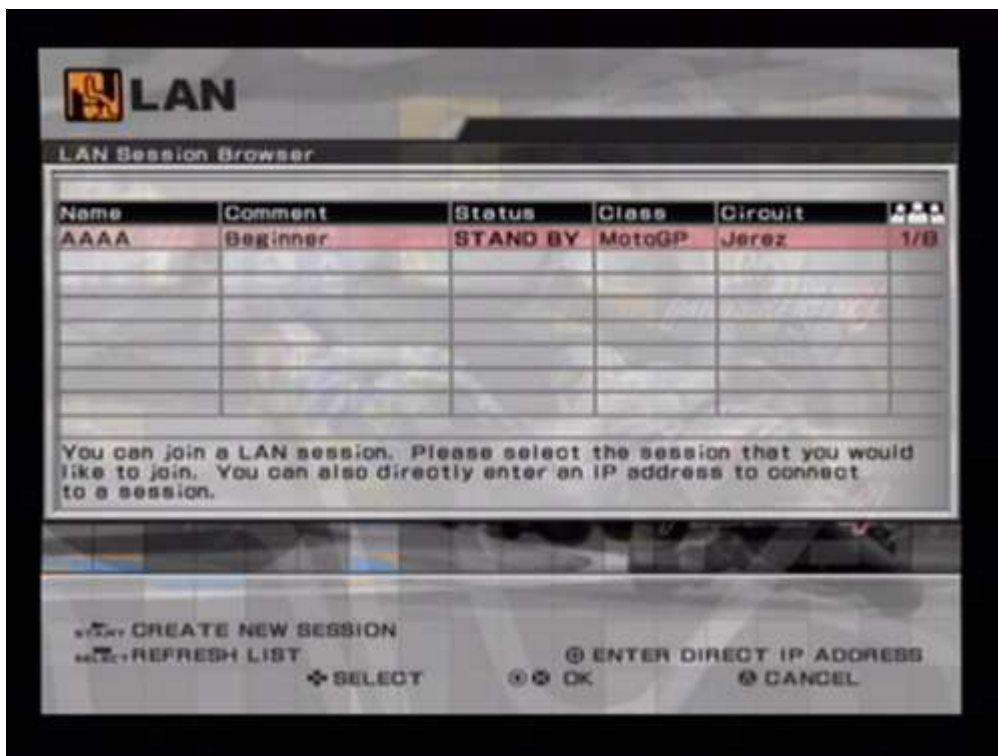 LAN
LAN Session Browser
Name Comment Status Class Circuit
AAAA Beginner STAND BY MotoGP Jerez 1/8
You can join a LAN session. Please select the session that you would
like to join. You can also directly enter an IP address to connect
to a session.
START CREATE NEW SESSION
SELECT REFRESH LIST
ENTER DIRECT IP ADDRESS
SELECT OK CANCEL